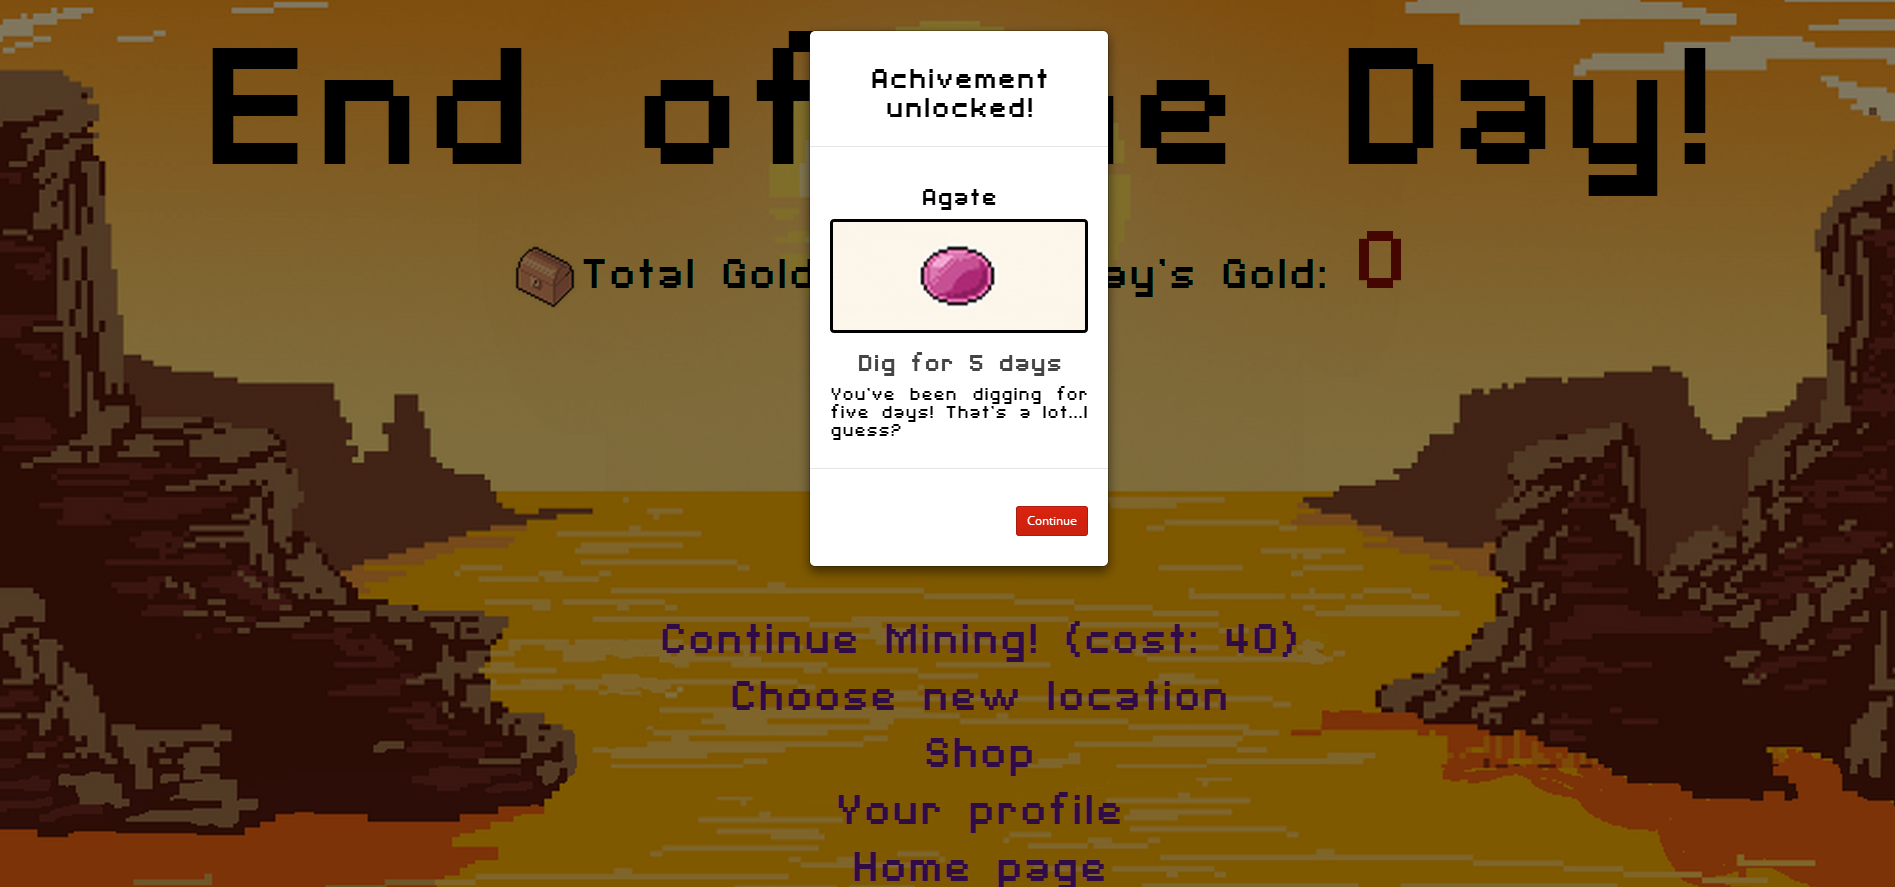 End of e Day!
Achivement
unlocked!
Agate
Total Gold ay's Gold: 0
Dig for 5 days
You've been digging for
five days! That's a lot...I
guess?
Continue
Continue Mining! (cost: 40)
Choose new location
Shop
Your profile
Home page